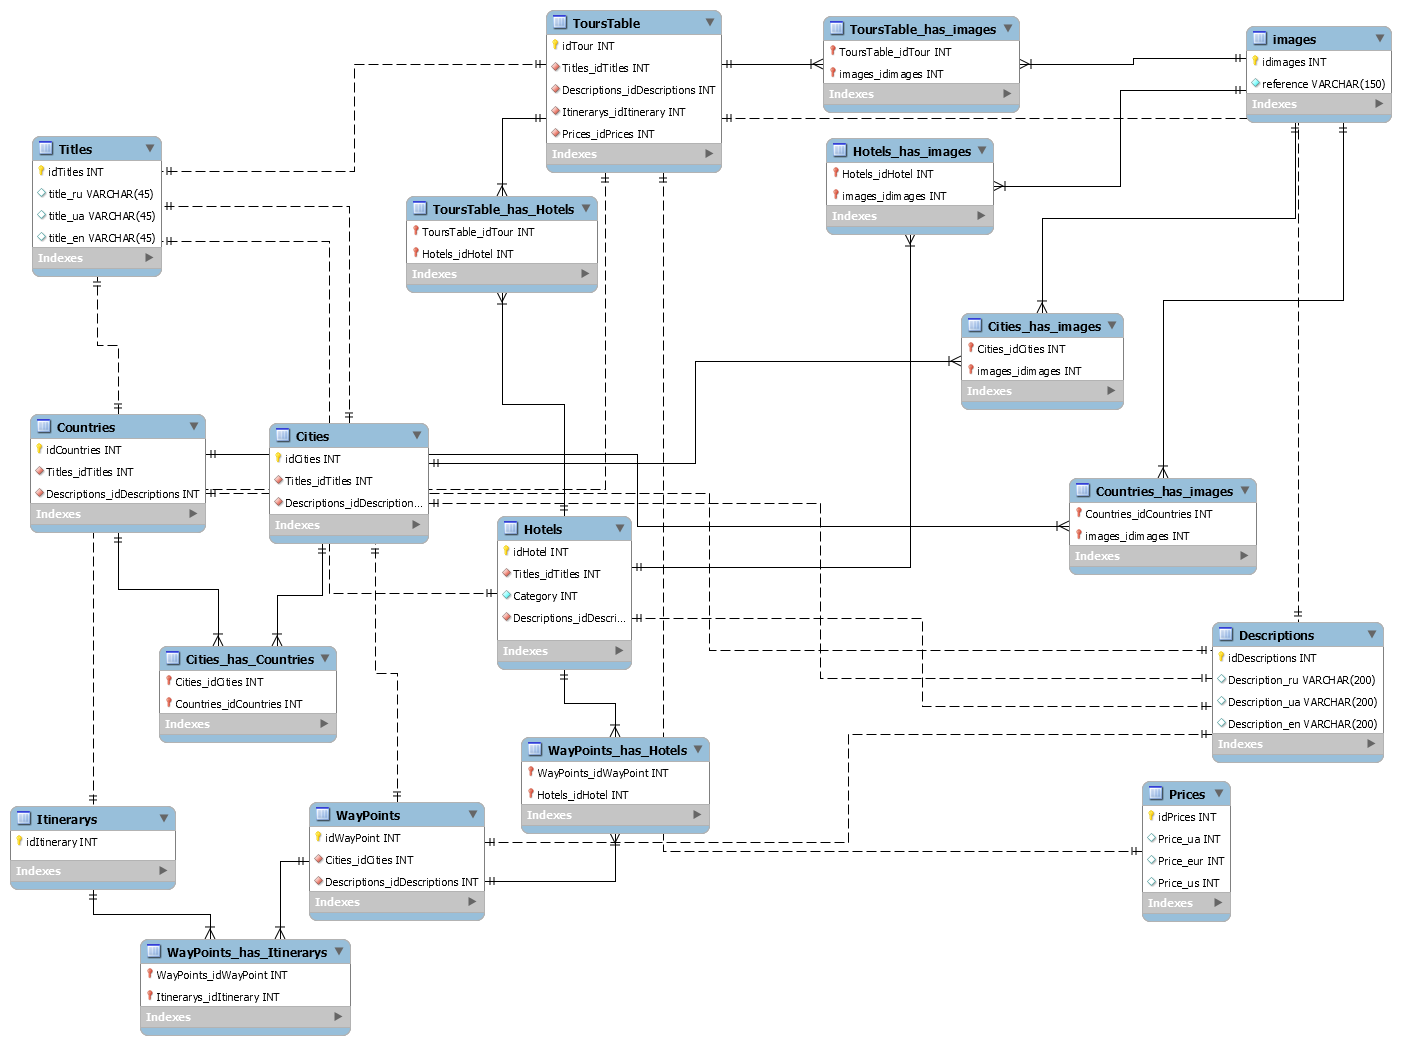 ToursTable
idTour INT
Titles_idTitles INT
Descriptions_idDescriptions INT
Itinerarys_idItinerary INT
Prices_idPrices INT
Indexes
ToursTable_has_images
ToursTable_idTour INT
images_idimages INT
Indexes
images
idimages INT
reference VARCHAR(150)
Indexes
Titles
idTitles INT
title_ru VARCHAR(45)
title_ua VARCHAR(45)
title_en VARCHAR(45)
Indexes
Hotels_has_images
Hotels_idHotel INT
images_idimages INT
Indexes
ToursTable_has_Hotels
ToursTable_idTour INT
Hotels_idHotel INT
Indexes
Cities_has_images
Cities_idCities INT
images_idimages INT
Indexes
Countries
idCountries INT
Titles_idTitles INT
Descriptions_idDescriptions INT
Indexes
Cities
idCities INT
Titles_idTitles INT
Descriptions_idDescription...
Indexes
Countries_has_images
Countries_idCountries INT
images_idimages INT
Indexes
Hotels
idHotel INT
Titles_idTitles INT
Category INT
Descriptions_idDescri...
Indexes
Descriptions
idDescriptions INT
Description_ru VARCHAR(200)
Description_ua VARCHAR(200)
Description_en VARCHAR(200)
Indexes
Cities_has_Countries
Cities_idCities INT
Countries_idCountries INT
Indexes
WayPoints_has_Hotels
WayPoints_idWayPoint INT
Hotels_idHotel INT
Indexes
Prices
idPrices INT
Price_ua INT
Price_eur INT
Price_us INT
Indexes
Itinerarys
idItinerary INT
Indexes
WayPoints
idWayPoint INT
Cities_idCities INT
Descriptions_idDescriptions INT
Indexes
WayPoints_has_Itinerarys
WayPoints_idWayPoint INT
Itinerarys_idItinerary INT
Indexes